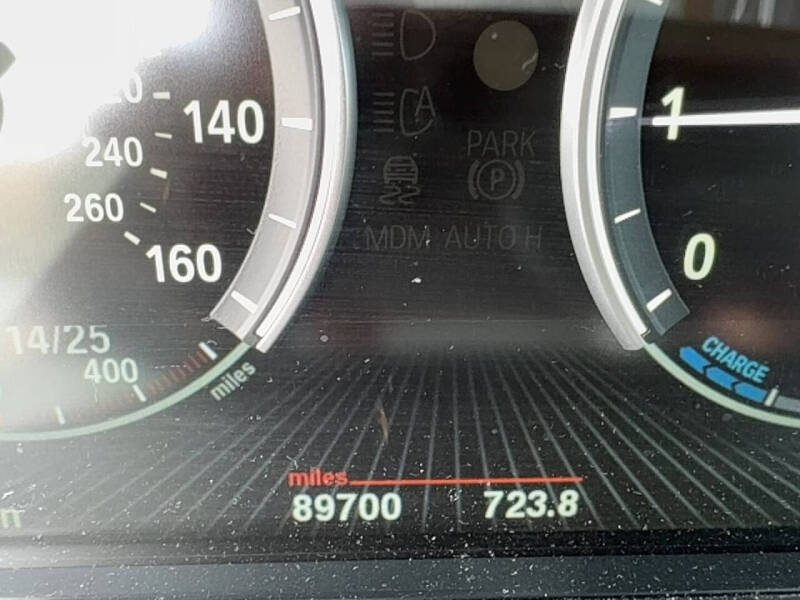 140
240
260
160
14/25
400
miles
A
PARK
P
MDM AUTO H
1
0
CHARGE
miles
89700 723.8